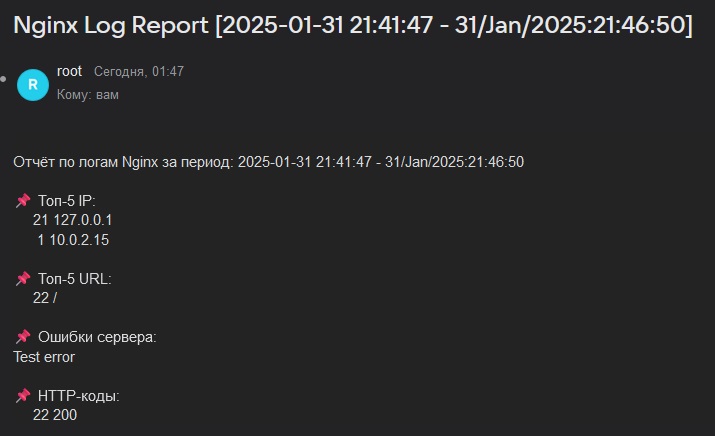 Nginx Log Report [2025-01-31 21:41:47 - 31/Jan/2025:21:46:50]
R
root Сегодня, 01:47
Кому: вам
Отчёт по логам Nginx за период: 2025-01-31 21:41:47 - 31/Jan/2025:21:46:50
📌 Топ-5 IP:
21 127.0.0.1
1 10.0.2.15
📌 Топ-5 URL:
22 /
📌 Ошибки сервера:
Test error
📌 HTTP-коды:
22 200